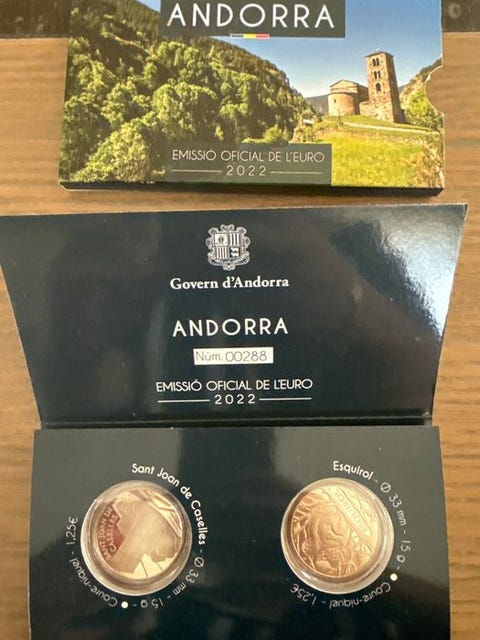 ANDORRA
EMISSIÓ OFICIAL DE L'EURO
2022
Govern d'Andorra
ANDORRA
Núm. 00288
EMISSIÓ OFICIAL DE L'EURO
2022
Sant Joan de Caselles - Ø 33 mm - 15 g - Coure-níquel - 1,25€
Esquirol - Ø 33 mm - 15 g - Coure-níquel - 1,25€